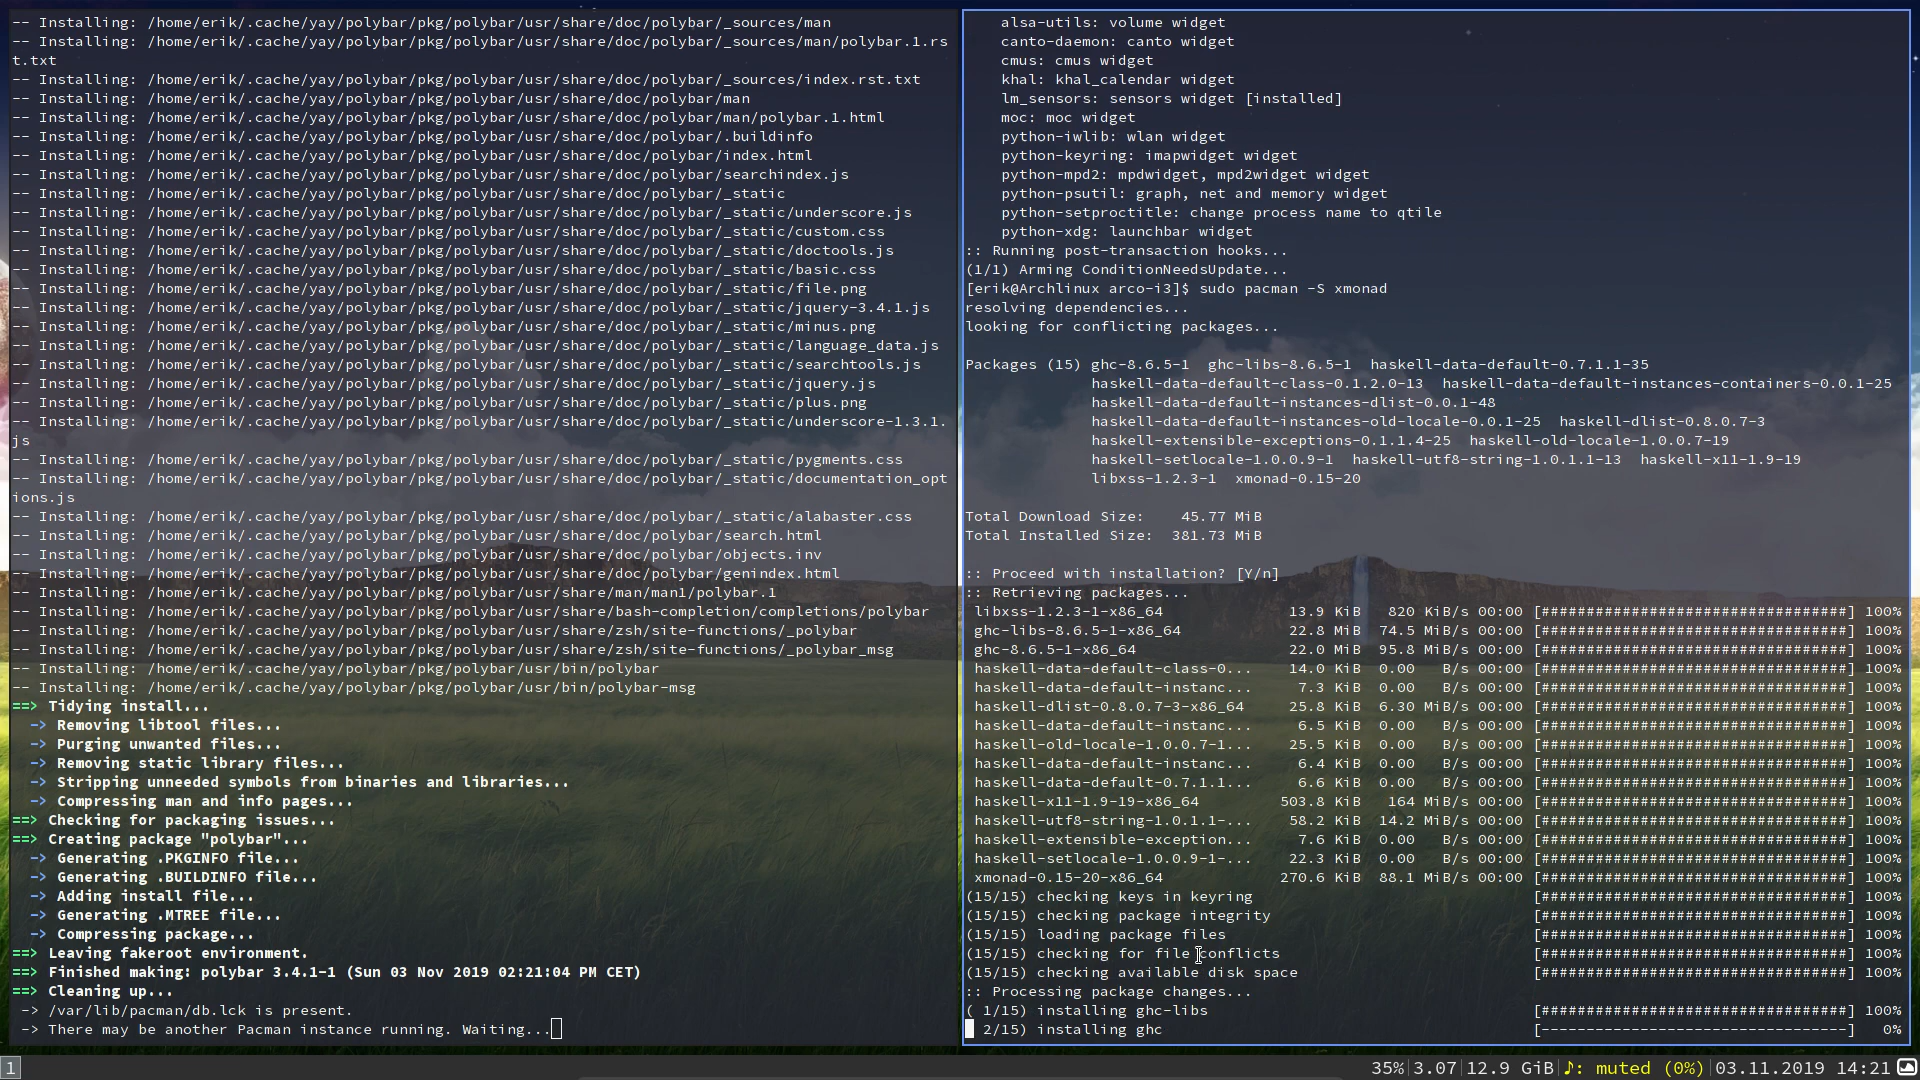 -- Installing: /home/erik/.cache/yay/polybar/pkg/polybar/usr/share/doc/polybar/_sources/man
-- Installing: /home/erik/.cache/yay/polybar/pkg/polybar/usr/share/doc/polybar/_sources/man/polybar.1.rs
t.txt
-- Installing: /home/erik/.cache/yay/polybar/pkg/polybar/usr/share/doc/polybar/_sources/index.rst.txt
-- Installing: /home/erik/.cache/yay/polybar/pkg/polybar/usr/share/doc/polybar/man
-- Installing: /home/erik/.cache/yay/polybar/pkg/polybar/usr/share/doc/polybar/man/polybar.1.html
-- Installing: /home/erik/.cache/yay/polybar/pkg/polybar/usr/share/doc/polybar/.buildinfo
-- Installing: /home/erik/.cache/yay/polybar/pkg/polybar/usr/share/doc/polybar/index.html
-- Installing: /home/erik/.cache/yay/polybar/pkg/polybar/usr/share/doc/polybar/searchindex.js
-- Installing: /home/erik/.cache/yay/polybar/pkg/polybar/usr/share/doc/polybar/_static
-- Installing: /home/erik/.cache/yay/polybar/pkg/polybar/usr/share/doc/polybar/_static/underscore.js
-- Installing: /home/erik/.cache/yay/polybar/pkg/polybar/usr/share/doc/polybar/_static/custom.css
-- Installing: /home/erik/.cache/yay/polybar/pkg/polybar/usr/share/doc/polybar/_static/doctools.js
-- Installing: /home/erik/.cache/yay/polybar/pkg/polybar/usr/share/doc/polybar/_static/basic.css
-- Installing: /home/erik/.cache/yay/polybar/pkg/polybar/usr/share/doc/polybar/_static/file.png
-- Installing: /home/erik/.cache/yay/polybar/pkg/polybar/usr/share/doc/polybar/_static/jquery-3.4.1.js
-- Installing: /home/erik/.cache/yay/polybar/pkg/polybar/usr/share/doc/polybar/_static/minus.png
-- Installing: /home/erik/.cache/yay/polybar/pkg/polybar/usr/share/doc/polybar/_static/language_data.js
-- Installing: /home/erik/.cache/yay/polybar/pkg/polybar/usr/share/doc/polybar/_static/searchtools.js
-- Installing: /home/erik/.cache/yay/polybar/pkg/polybar/usr/share/doc/polybar/_static/jquery.js
-- Installing: /home/erik/.cache/yay/polybar/pkg/polybar/usr/share/doc/polybar/_static/plus.png
-- Installing: /home/erik/.cache/yay/polybar/pkg/polybar/usr/share/doc/polybar/_static/underscore-1.3.1.
js
-- Installing: /home/erik/.cache/yay/polybar/pkg/polybar/usr/share/doc/polybar/_static/pygments.css
-- Installing: /home/erik/.cache/yay/polybar/pkg/polybar/usr/share/doc/polybar/_static/documentation_opt
ions.js
-- Installing: /home/erik/.cache/yay/polybar/pkg/polybar/usr/share/doc/polybar/_static/alabaster.css
-- Installing: /home/erik/.cache/yay/polybar/pkg/polybar/usr/share/doc/polybar/search.html
-- Installing: /home/erik/.cache/yay/polybar/pkg/polybar/usr/share/doc/polybar/objects.inv
-- Installing: /home/erik/.cache/yay/polybar/pkg/polybar/usr/share/doc/polybar/genindex.html
-- Installing: /home/erik/.cache/yay/polybar/pkg/polybar/usr/share/man/man1/polybar.1
-- Installing: /home/erik/.cache/yay/polybar/pkg/polybar/usr/share/bash-completion/completions/polybar
-- Installing: /home/erik/.cache/yay/polybar/pkg/polybar/usr/share/zsh/site-functions/_polybar
-- Installing: /home/erik/.cache/yay/polybar/pkg/polybar/usr/share/zsh/site-functions/_polybar_msg
-- Installing: /home/erik/.cache/yay/polybar/pkg/polybar/usr/bin/polybar
-- Installing: /home/erik/.cache/yay/polybar/pkg/polybar/usr/bin/polybar-msg
==> Tidying install...
-> Removing libtool files...
-> Purging unwanted files...
-> Removing static library files...
-> Stripping unneeded symbols from binaries and libraries...
-> Compressing man and info pages...
==> Checking for packaging issues...
==> Creating package "polybar"...
-> Generating .PKGINFO file...
-> Generating .BUILDINFO file...
-> Adding install file...
-> Generating .MTREE file...
-> Compressing package...
==> Leaving fakeroot environment.
==> Finished making: polybar 3.4.1-1 (Sun 03 Nov 2019 02:21:04 PM CET)
==> Cleaning up...
-> /var/lib/pacman/db.lck is present.
-> There may be another Pacman instance running. Waiting...
alsa-utils: volume widget
canto-daemon: canto widget
cmus: cmus widget
khal: khal_calendar widget
lm_sensors: sensors widget [installed]
moc: moc widget
python-iwlib: wlan widget
python-keyring: imapwidget widget
python-mpd2: mpdwidget, mpd2widget widget
python-psutil: graph, net and memory widget
python-setproctitle: change process name to qtile
python-xdg: launchbar widget
:: Running post-transaction hooks...
(1/1) Arming ConditionNeedsUpdate...
[erik@Archlinux arco-i3]$ sudo pacman -S xmonad
resolving dependencies...
looking for conflicting packages...
Packages (15) ghc-8.6.5-1  ghc-libs-8.6.5-1  haskell-data-default-0.7.1.1-35
haskell-data-default-class-0.1.2.0-13  haskell-data-default-instances-containers-0.0.1-25
haskell-data-default-instances-dlist-0.0.1-48
haskell-data-default-instances-old-locale-0.0.1-25  haskell-dlist-0.8.0.7-3
haskell-extensible-exceptions-0.1.1.4-25  haskell-old-locale-1.0.0.7-19
haskell-setlocale-1.0.0.9-1  haskell-utf8-string-1.0.1.1-13  haskell-x11-1.9-19
libxss-1.2.3-1  xmonad-0.15-20
Total Download Size:    45.77 MiB
Total Installed Size:  381.73 MiB
:: Proceed with installation? [Y/n]
:: Retrieving packages...
libxss-1.2.3-1-x86_64 13.9 KiB 820 KiB/s 00:00 [##################################] 100%
ghc-libs-8.6.5-1-x86_64 22.8 MiB 74.5 MiB/s 00:00 [##################################] 100%
ghc-8.6.5-1-x86_64 22.0 MiB 95.8 MiB/s 00:00 [##################################] 100%
haskell-data-default-class-0... 14.0 KiB 0.00 B/s 00:00 [##################################] 100%
haskell-data-default-instanc... 7.3 KiB 0.00 B/s 00:00 [##################################] 100%
haskell-dlist-0.8.0.7-3-x86_64 25.8 KiB 6.30 MiB/s 00:00 [##################################] 100%
haskell-data-default-instanc... 6.5 KiB 0.00 B/s 00:00 [##################################] 100%
haskell-old-locale-1.0.0.7-1... 25.5 KiB 0.00 B/s 00:00 [##################################] 100%
haskell-data-default-instanc... 6.4 KiB 0.00 B/s 00:00 [##################################] 100%
haskell-data-default-0.7.1.1... 6.6 KiB 0.00 B/s 00:00 [##################################] 100%
haskell-x11-1.9-19-x86_64 503.8 KiB 164 MiB/s 00:00 [##################################] 100%
haskell-utf8-string-1.0.1.1-... 58.2 KiB 14.2 MiB/s 00:00 [##################################] 100%
haskell-extensible-exception... 7.6 KiB 0.00 B/s 00:00 [##################################] 100%
haskell-setlocale-1.0.0.9-1-... 22.3 KiB 0.00 B/s 00:00 [##################################] 100%
xmonad-0.15-20-x86_64 270.6 KiB 88.1 MiB/s 00:00 [##################################] 100%
(15/15) checking keys in keyring [##################################] 100%
(15/15) checking package integrity [##################################] 100%
(15/15) loading package files [##################################] 100%
(15/15) checking for file conflicts [##################################] 100%
(15/15) checking available disk space [##################################] 100%
:: Processing package changes...
( 1/15) installing ghc-libs [##################################] 100%
2/15) installing ghc [----------------------------------] 0%
1
35%|3.07|12.9 GiB|♪: muted (0%)|03.11.2019 14:21